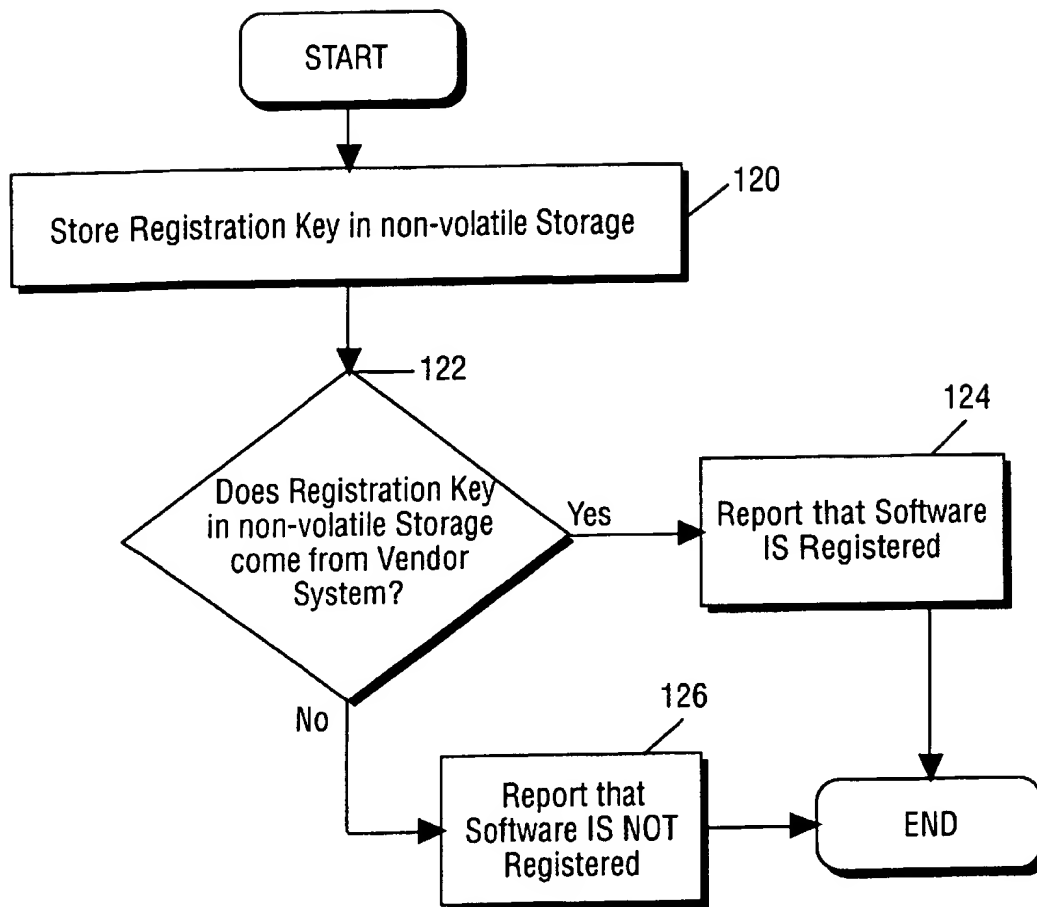 START
120
Store Registration Key in non-volatile Storage
122
Does Registration Key
in non-volatile Storage
come from Vendor
System?
Yes
124
Report that Software
IS Registered
No
126
Report that
Software IS NOT
Registered
END